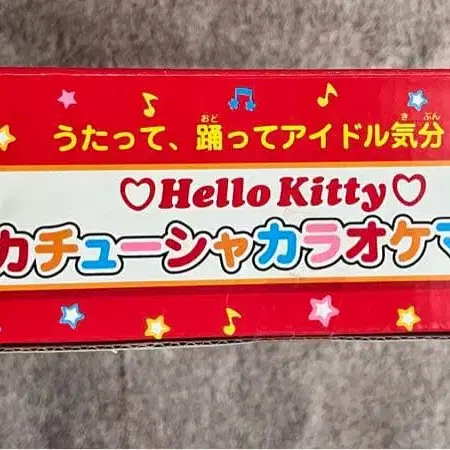 うたって、踊ってアイドル気分
♡Hello Kitty♡
カチューシャカラオケマ